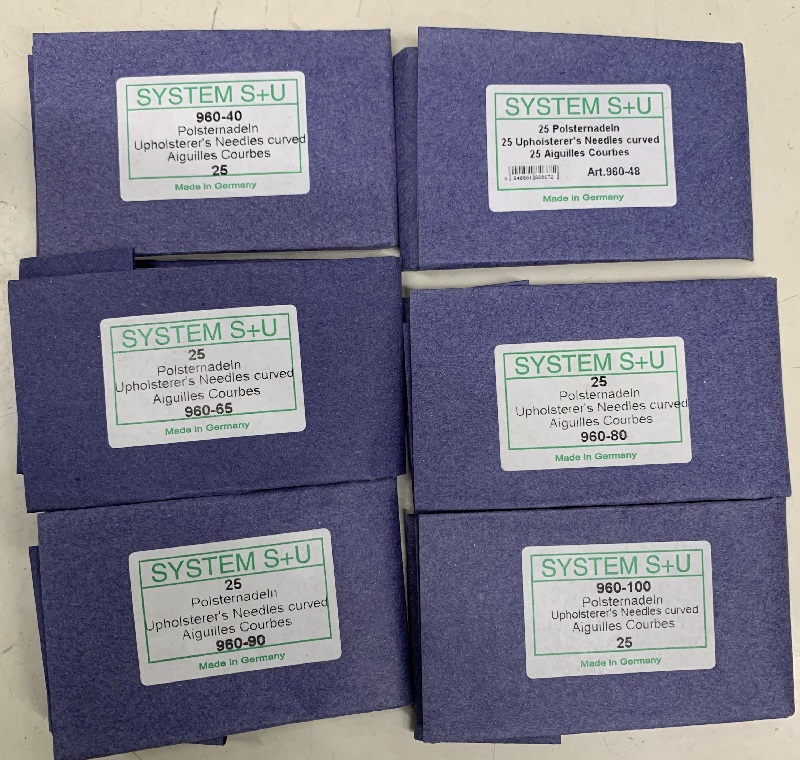 SYSTEM S+U
960-40
Polsternadeln
Upholsterer's Needles curved
Aiguilles Courbes
25
Made in Germany
SYSTEM S+U
25 Polsternadeln
25 Upholsterer's Needles curved
25 Aiguilles Courbes
Art.960-48
Made in Germany
SYSTEM S+U
25
Polsternadeln
Upholsterer's Needles curved
Aiguilles Courbes
960-65
Made in Germany
SYSTEM S+U
25
Polsternadeln
Upholsterer's Needles curved
Aiguilles Courbes
960-80
Made in Germany
SYSTEM S+U
25
Polsternadeln
Upholsterer's Needles curved
Aiguilles Courbes
960-90
Made in Germany
SYSTEM S+U
960-100
Polsternadeln
Upholsterer's Needles curved
Aiguilles Courbes
25
Made in Germany